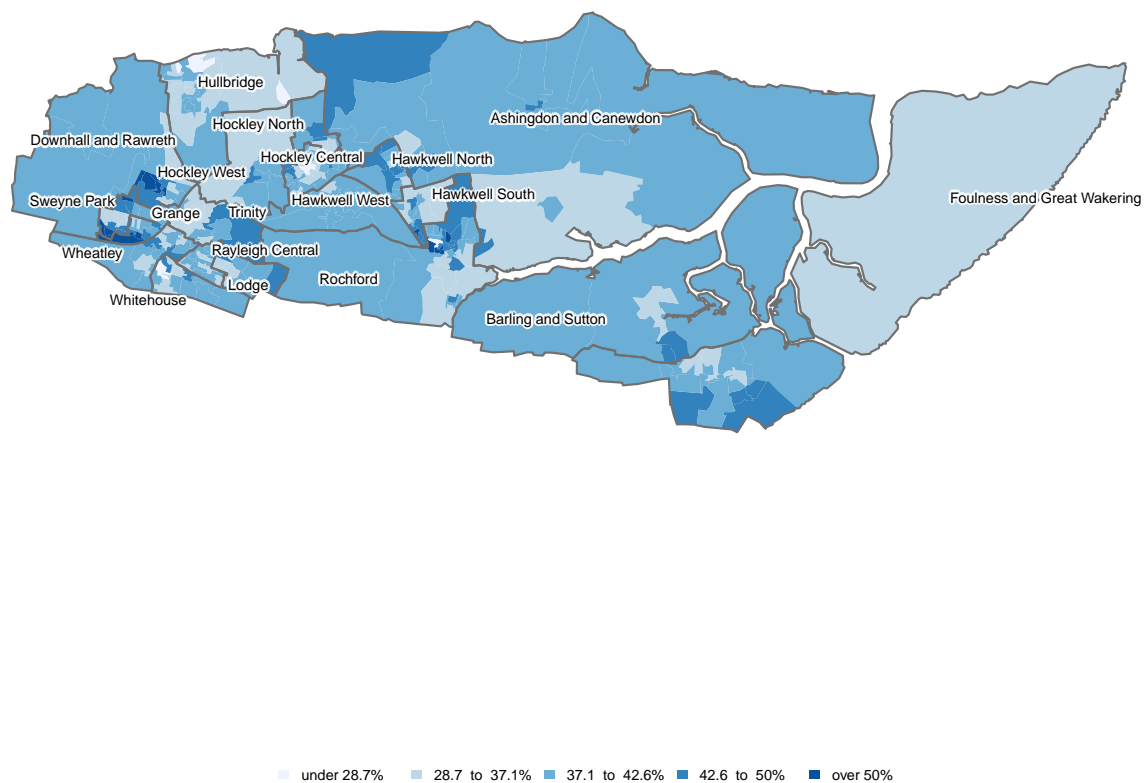 Hullbridge
Hockley North
Ashingdon and Canewdon
Downhall and Rawreth
Hockley Central
Hawkwell North
Hockley West
Hawkwell South
Sweyne Park
Hawkwell West
Foulness and Great Wakering
Grange
Trinity
Wheatley
Rayleigh Central
Rochford
Lodge
Whitehouse
Barling and Sutton
under 28.7% 28.7 to 37.1% 37.1 to 42.6% 42.6 to 50% over 50%